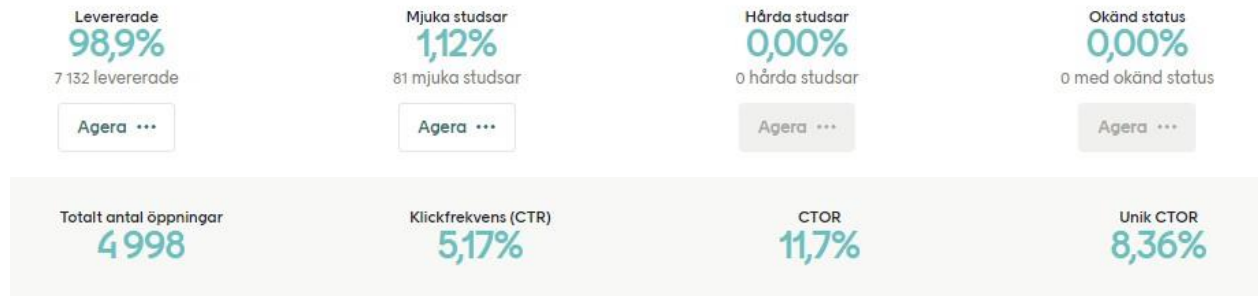 Levererade
98,9%
7 132 levererade
Agera ...
Mjuka studsar
1,12%
81 mjuka studsar
Agera ...
Hårda studsar
0,00%
0 hårda studsar
Agera ...
Okänd status
0,00%
0 med okänd status
Agera ...
Totalt antal öppningar
4 998
Klickfrekvens (CTR)
5,17%
CTOR
11,7%
Unik CTOR
8,36%